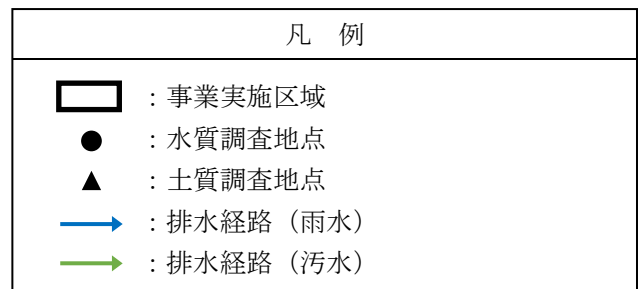 凡　例
：事業実施区域
：水質調査地点
：土質調査地点
：排水経路（雨水）
：排水経路（汚水）